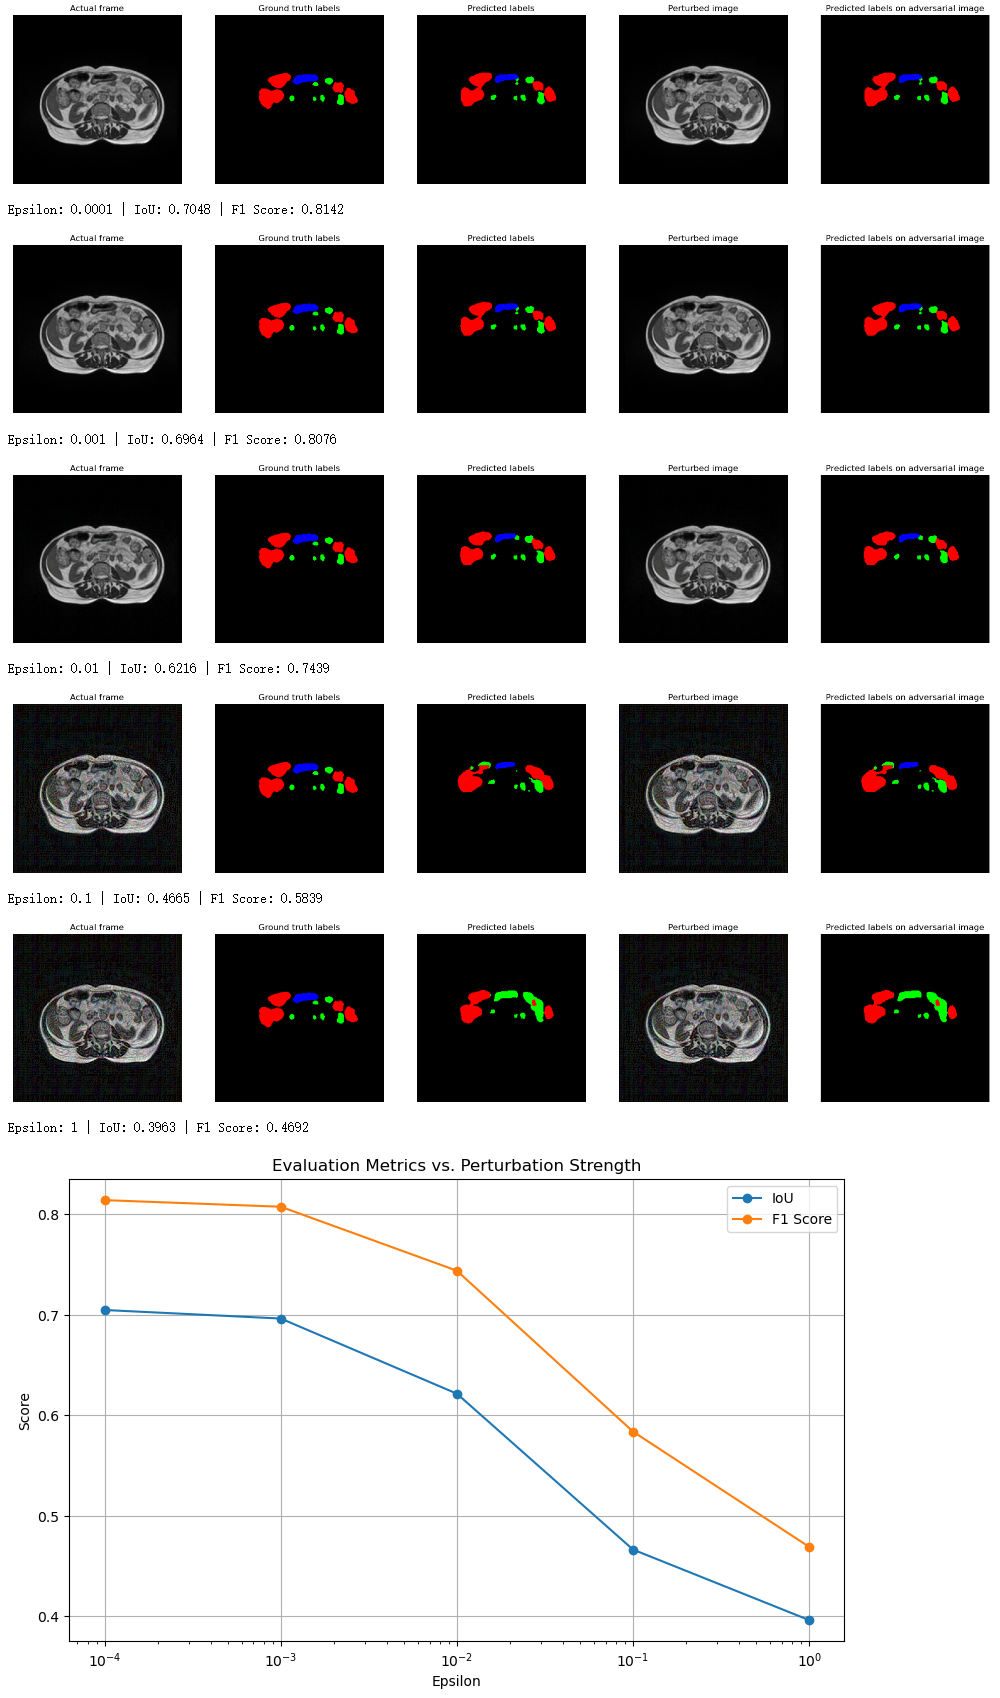 Actual frame Ground truth labels Predicted labels Perturbed image Predicted labels on adversarial image
Epsilon: 0.0001 | IoU: 0.7048 | F1 Score: 0.8142
Actual frame Ground truth labels Predicted labels Perturbed image Predicted labels on adversarial image
Epsilon: 0.001 | IoU: 0.6964 | F1 Score: 0.8076
Actual frame Ground truth labels Predicted labels Perturbed image Predicted labels on adversarial image
Epsilon: 0.01 | IoU: 0.6216 | F1 Score: 0.7439
Actual frame Ground truth labels Predicted labels Perturbed image Predicted labels on adversarial image
Epsilon: 0.1 | IoU: 0.4665 | F1 Score: 0.5839
Actual frame Ground truth labels Predicted labels Perturbed image Predicted labels on adversarial image
Epsilon: 1 | IoU: 0.3963 | F1 Score: 0.4692
Evaluation Metrics vs. Perturbation Strength
IoU
F1 Score
0.8
0.7
0.6
0.5
0.4
Score
10⁻⁴ 10⁻³ 10⁻² 10⁻¹ 10⁰
Epsilon